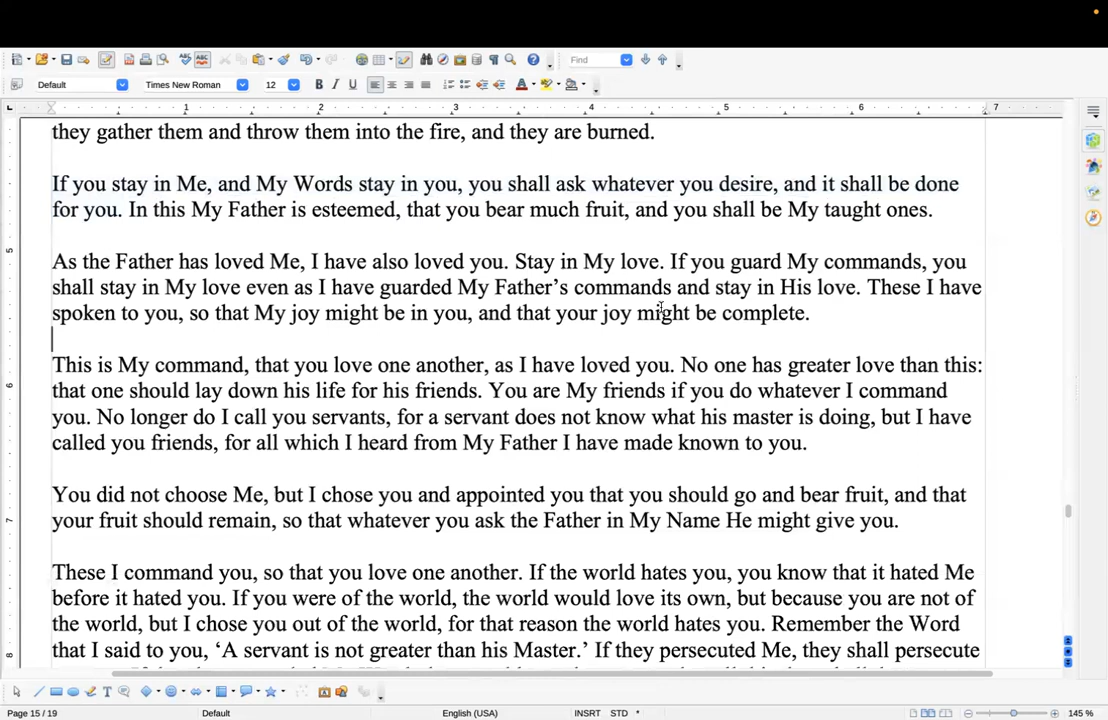 Find
Default
Times New Roman
12
1 2 3 4 5 6 7
they gather them and throw them into the fire, and they are burned.
If you stay in Me, and My Words stay in you, you shall ask whatever you desire, and it shall be done
for you. In this My Father is esteemed, that you bear much fruit, and you shall be My taught ones.
As the Father has loved Me, I have also loved you. Stay in My love. If you guard My commands, you
shall stay in My love even as I have guarded My Father’s commands and stay in His love. These I have
spoken to you, so that My joy might be in you, and that your joy might be complete.
This is My command, that you love one another, as I have loved you. No one has greater love than this:
that one should lay down his life for his friends. You are My friends if you do whatever I command
you. No longer do I call you servants, for a servant does not know what his master is doing, but I have
called you friends, for all which I heard from My Father I have made known to you.
You did not choose Me, but I chose you and appointed you that you should go and bear fruit, and that
your fruit should remain, so that whatever you ask the Father in My Name He might give you.
These I command you, so that you love one another. If the world hates you, you know that it hated Me
before it hated you. If you were of the world, the world would love its own, but because you are not of
the world, but I chose you out of the world, for that reason the world hates you. Remember the Word
that I said to you, ‘A servant is not greater than his Master.’ If they persecuted Me, they shall persecute
Page 15 / 19
Default
English (USA)
INSRT STD *
145 %